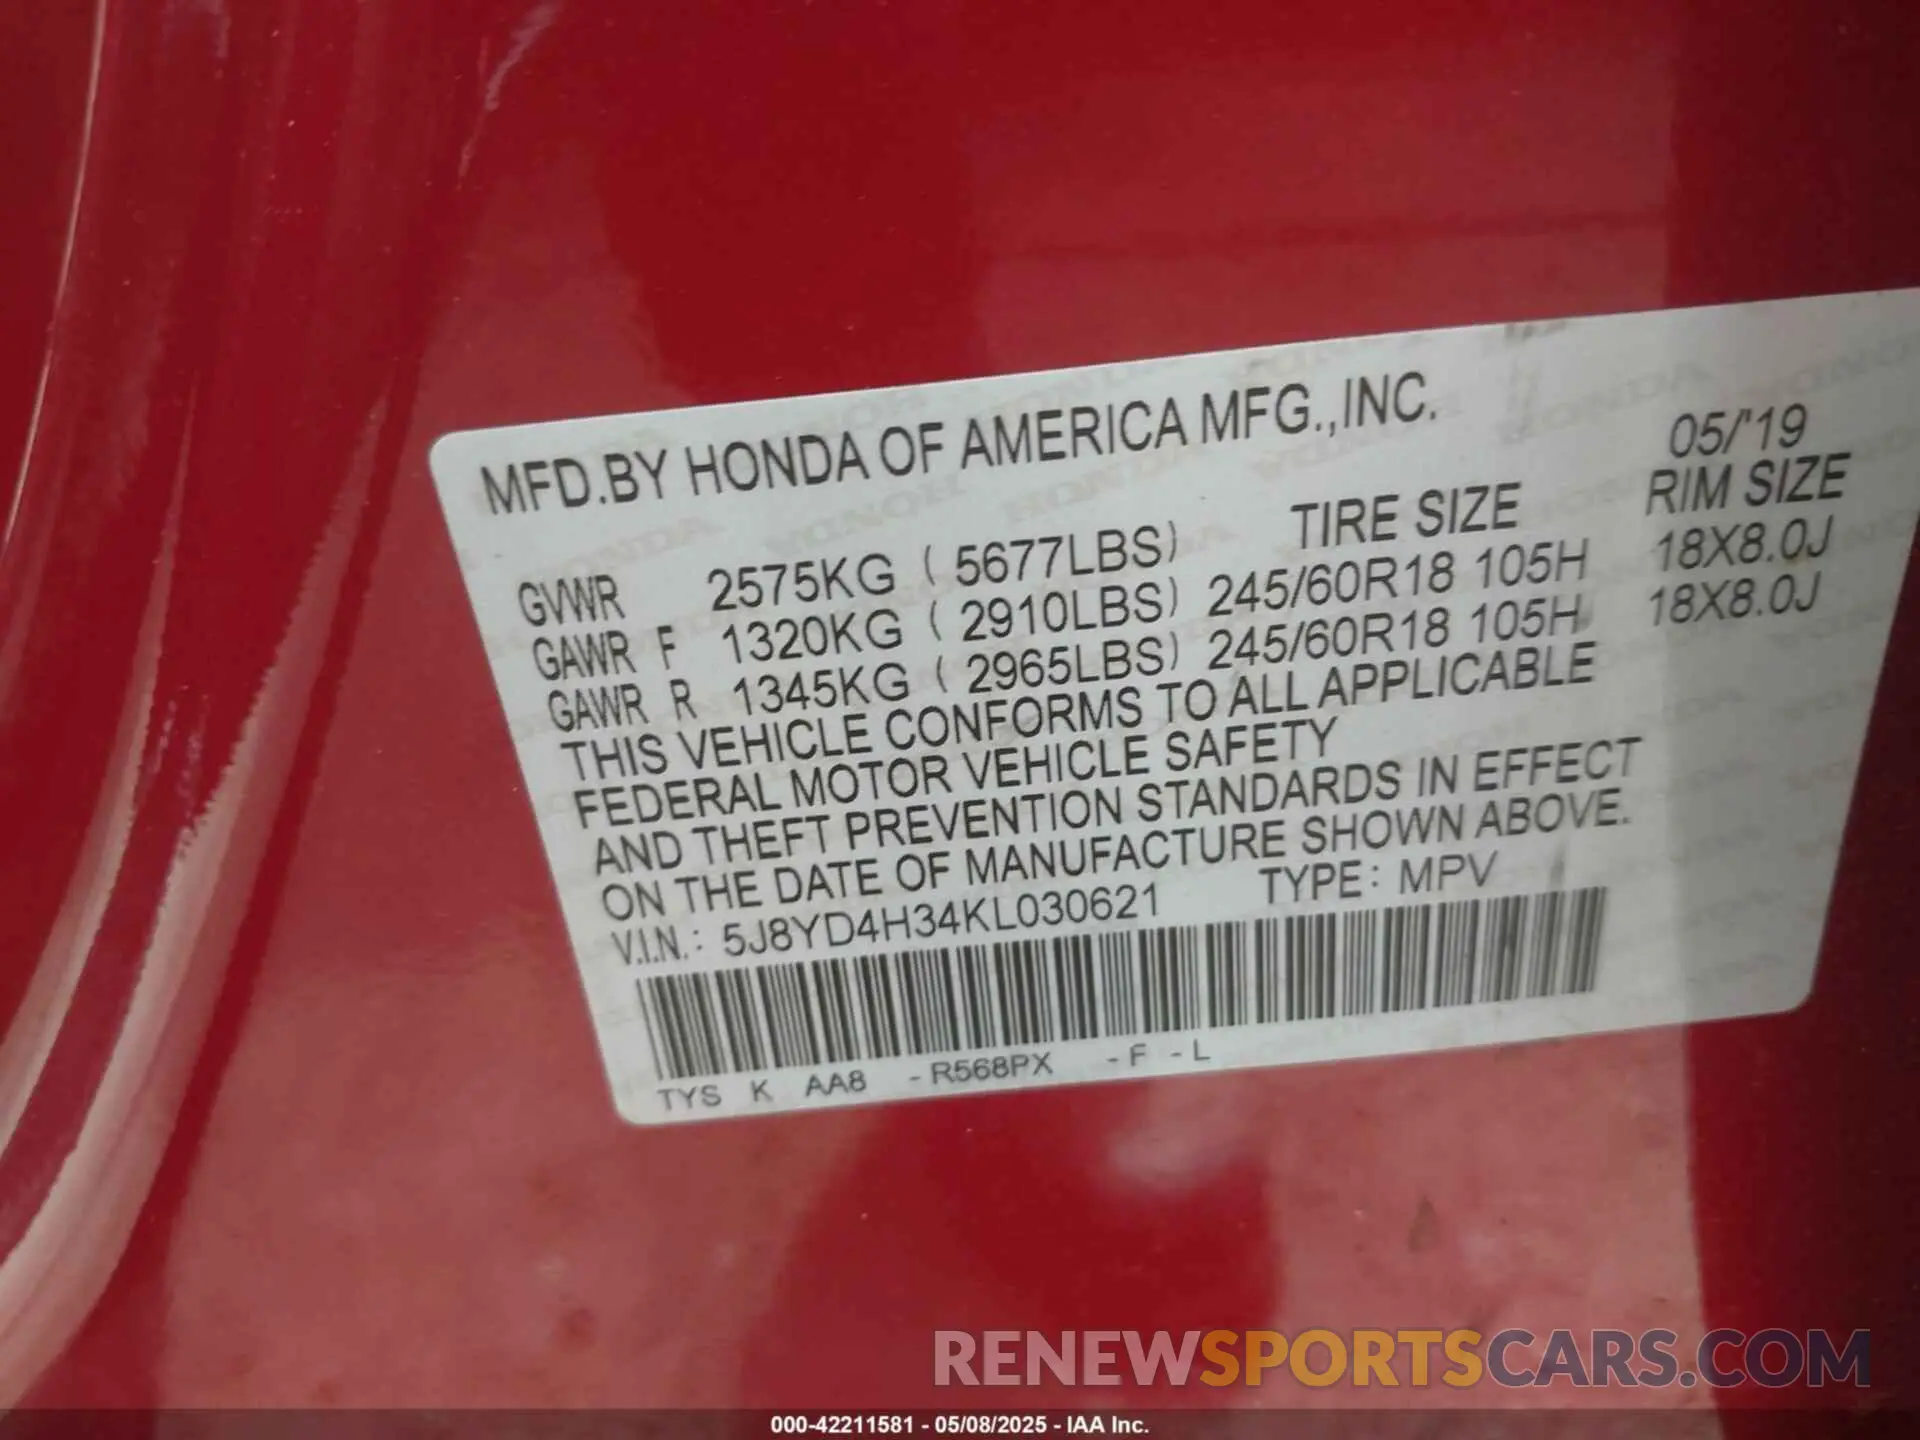 MFD.BY HONDA OF AMERICA MFG.,INC. 05/'19
TIRE SIZE RIM SIZE
GVWR 2575KG ( 5677LBS)
GAWR F 1320KG ( 2910LBS) 245/60R18 105H 18X8.0J
GAWR R 1345KG ( 2965LBS) 245/60R18 105H 18X8.0J
THIS VEHICLE CONFORMS TO ALL APPLICABLE
FEDERAL MOTOR VEHICLE SAFETY
AND THEFT PREVENTION STANDARDS IN EFFECT
ON THE DATE OF MANUFACTURE SHOWN ABOVE.
V.I.N.: 5J8YD4H34KL030621 TYPE: MPV
TYS K AA8 -R568PX -F -L
RENEWSPORTSCARS.COM
000-42211581 - 05/08/2025 - IAA Inc.